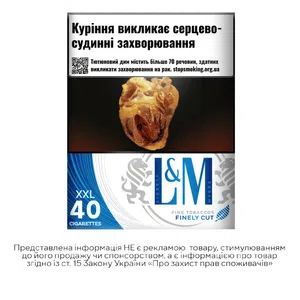 Куріння викликає серцево-
судинні захворювання
Тютюновий дим містить більше 70 речовин, здатних
викликати захворювання на рак. stopsmoking.org.ua
L&M
XXL
40
CIGARETTES
FINE TOBACCOS
FINELY CUT
Представлена інформація НЕ є рекламою товару, стимулюванням
до його продажу чи спонсорством, а є інформацією про товар
згідно із ст. 15 Закону України «Про захист прав споживачів»